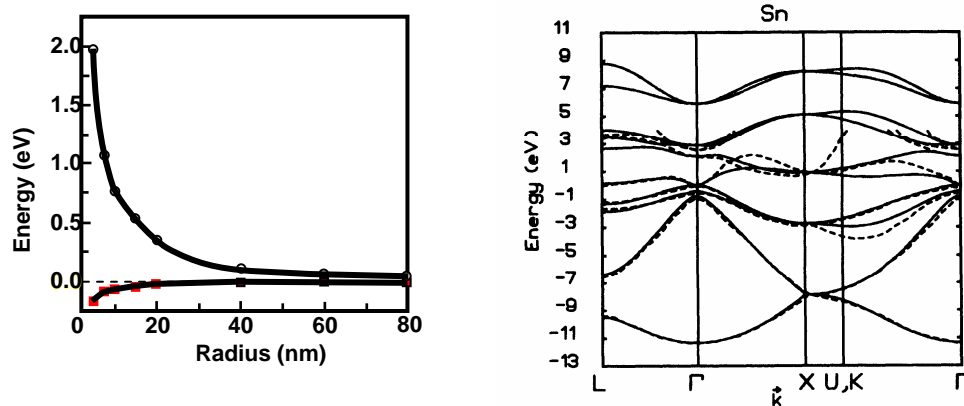 2.0
1.5
1.0
0.5
0.0
Energy (eV)
0 20 40 60 80
Radius (nm)
Sn
11
9
7
5
3
1
-1
-3
-5
-7
-9
-11
-13
Energy (eV)
L Γ X U,K Γ
k